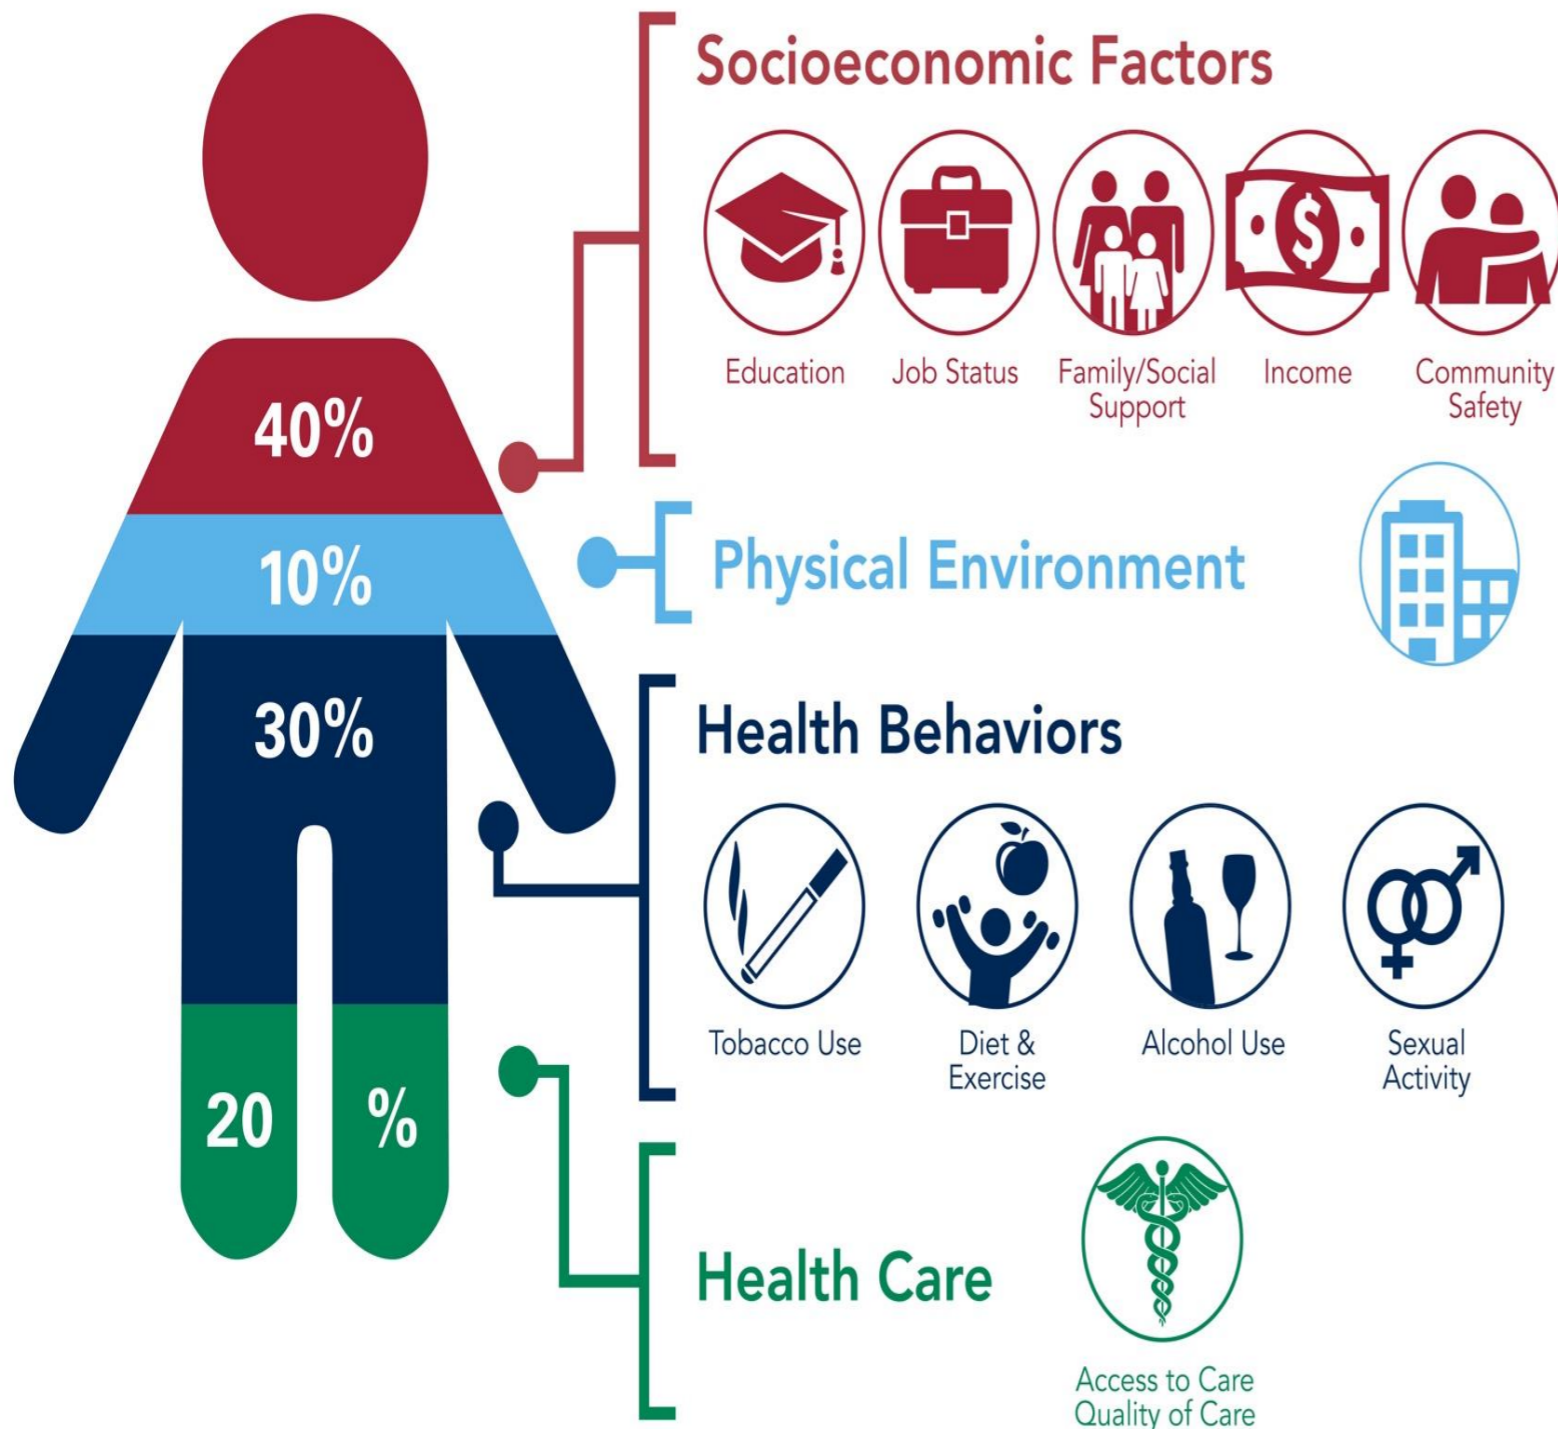 Socioeconomic Factors
$
Education
Job Status
Family/Social
Support
Income
Community
Safety
40%
10%
Physical Environment
30%
Health Behaviors
Tobacco Use
Diet &
Exercise
Alcohol Use
Sexual
Activity
20 %
Health Care
Access to Care
Quality of Care